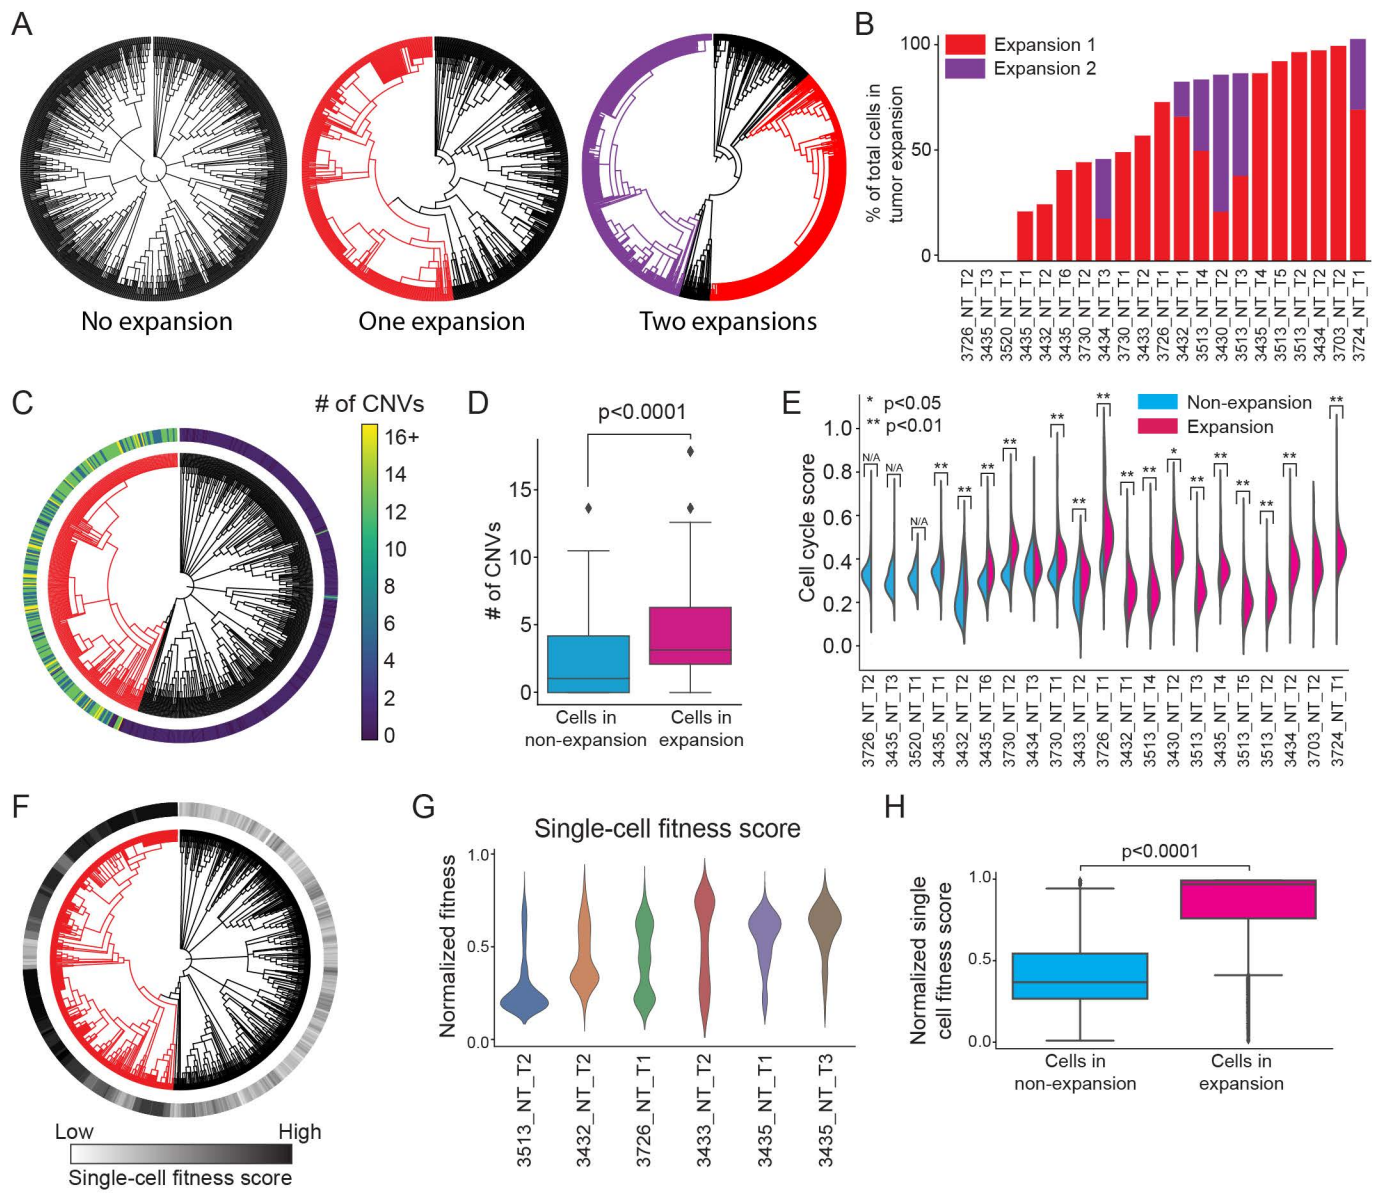 A
No expansion
One expansion
Two expansions
B
Expansion 1
Expansion 2
% of total cells in
tumor expansion
100
50
0
3726_NT_T2
3435_NT_T3
3520_NT_T1
3435_NT_T1
3432_NT_T2
3435_NT_T6
3730_NT_T2
3434_NT_T3
3730_NT_T1
3433_NT_T2
3726_NT_T1
3432_NT_T1
3513_NT_T4
3430_NT_T2
3513_NT_T3
3435_NT_T4
3513_NT_T5
3513_NT_T2
3434_NT_T2
3703_NT_T2
3724_NT_T1
C
# of CNVs
16+
14
12
10
8
6
4
2
0
D
p<0.0001
# of CNVs
15
10
5
0
Cells in
non-expansion
Cells in
expansion
E
* p<0.05
** p<0.01
Non-expansion
Expansion
Cell cycle score
1.0
0.8
0.6
0.4
0.2
0.0
N/A
N/A
N/A
**
**
**
**
**
**
**
**
**
*
**
**
**
**
**
**
3726_NT_T2
3435_NT_T3
3520_NT_T1
3435_NT_T1
3432_NT_T2
3435_NT_T6
3730_NT_T2
3434_NT_T3
3730_NT_T1
3433_NT_T2
3726_NT_T1
3432_NT_T1
3513_NT_T4
3430_NT_T2
3513_NT_T3
3435_NT_T4
3513_NT_T5
3513_NT_T2
3434_NT_T2
3703_NT_T2
3724_NT_T1
F
Low
High
Single-cell fitness score
G
Single-cell fitness score
Normalized fitness
1.0
0.5
0.0
3513_NT_T2
3432_NT_T2
3726_NT_T1
3433_NT_T2
3435_NT_T1
3435_NT_T3
H
p<0.0001
Normalized single
cell fitness score
1.0
0.5
0.0
Cells in
non-expansion
Cells in
expansion